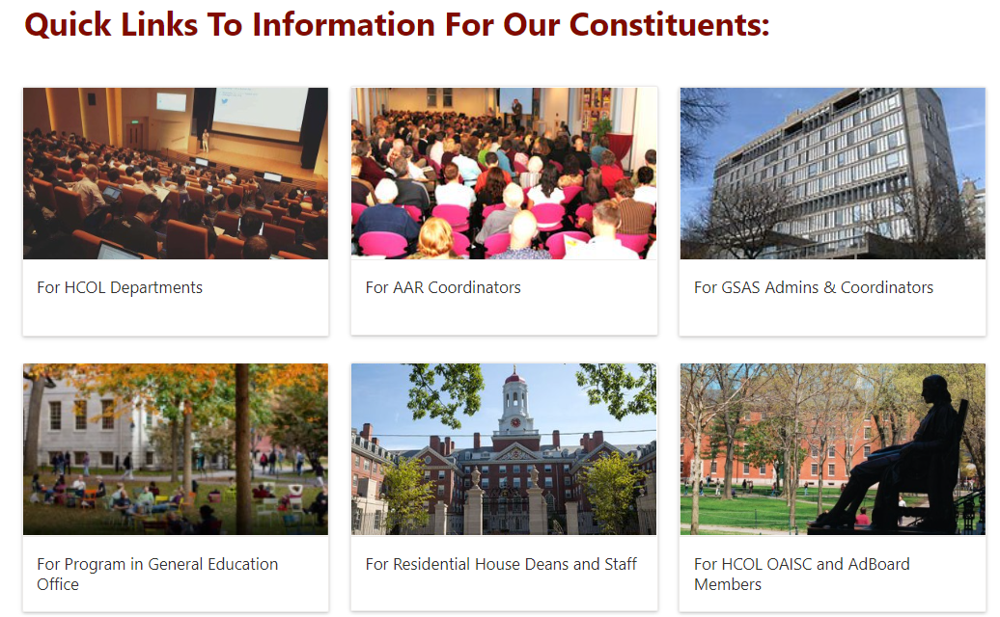 Quick Links To Information For Our Constituents:
For HCOL Departments
For AAR Coordinators
For GSAS Admins & Coordinators
For Program in General Education
Office
For Residential House Deans and Staff
For HCOL OAISC and AdBoard
Members